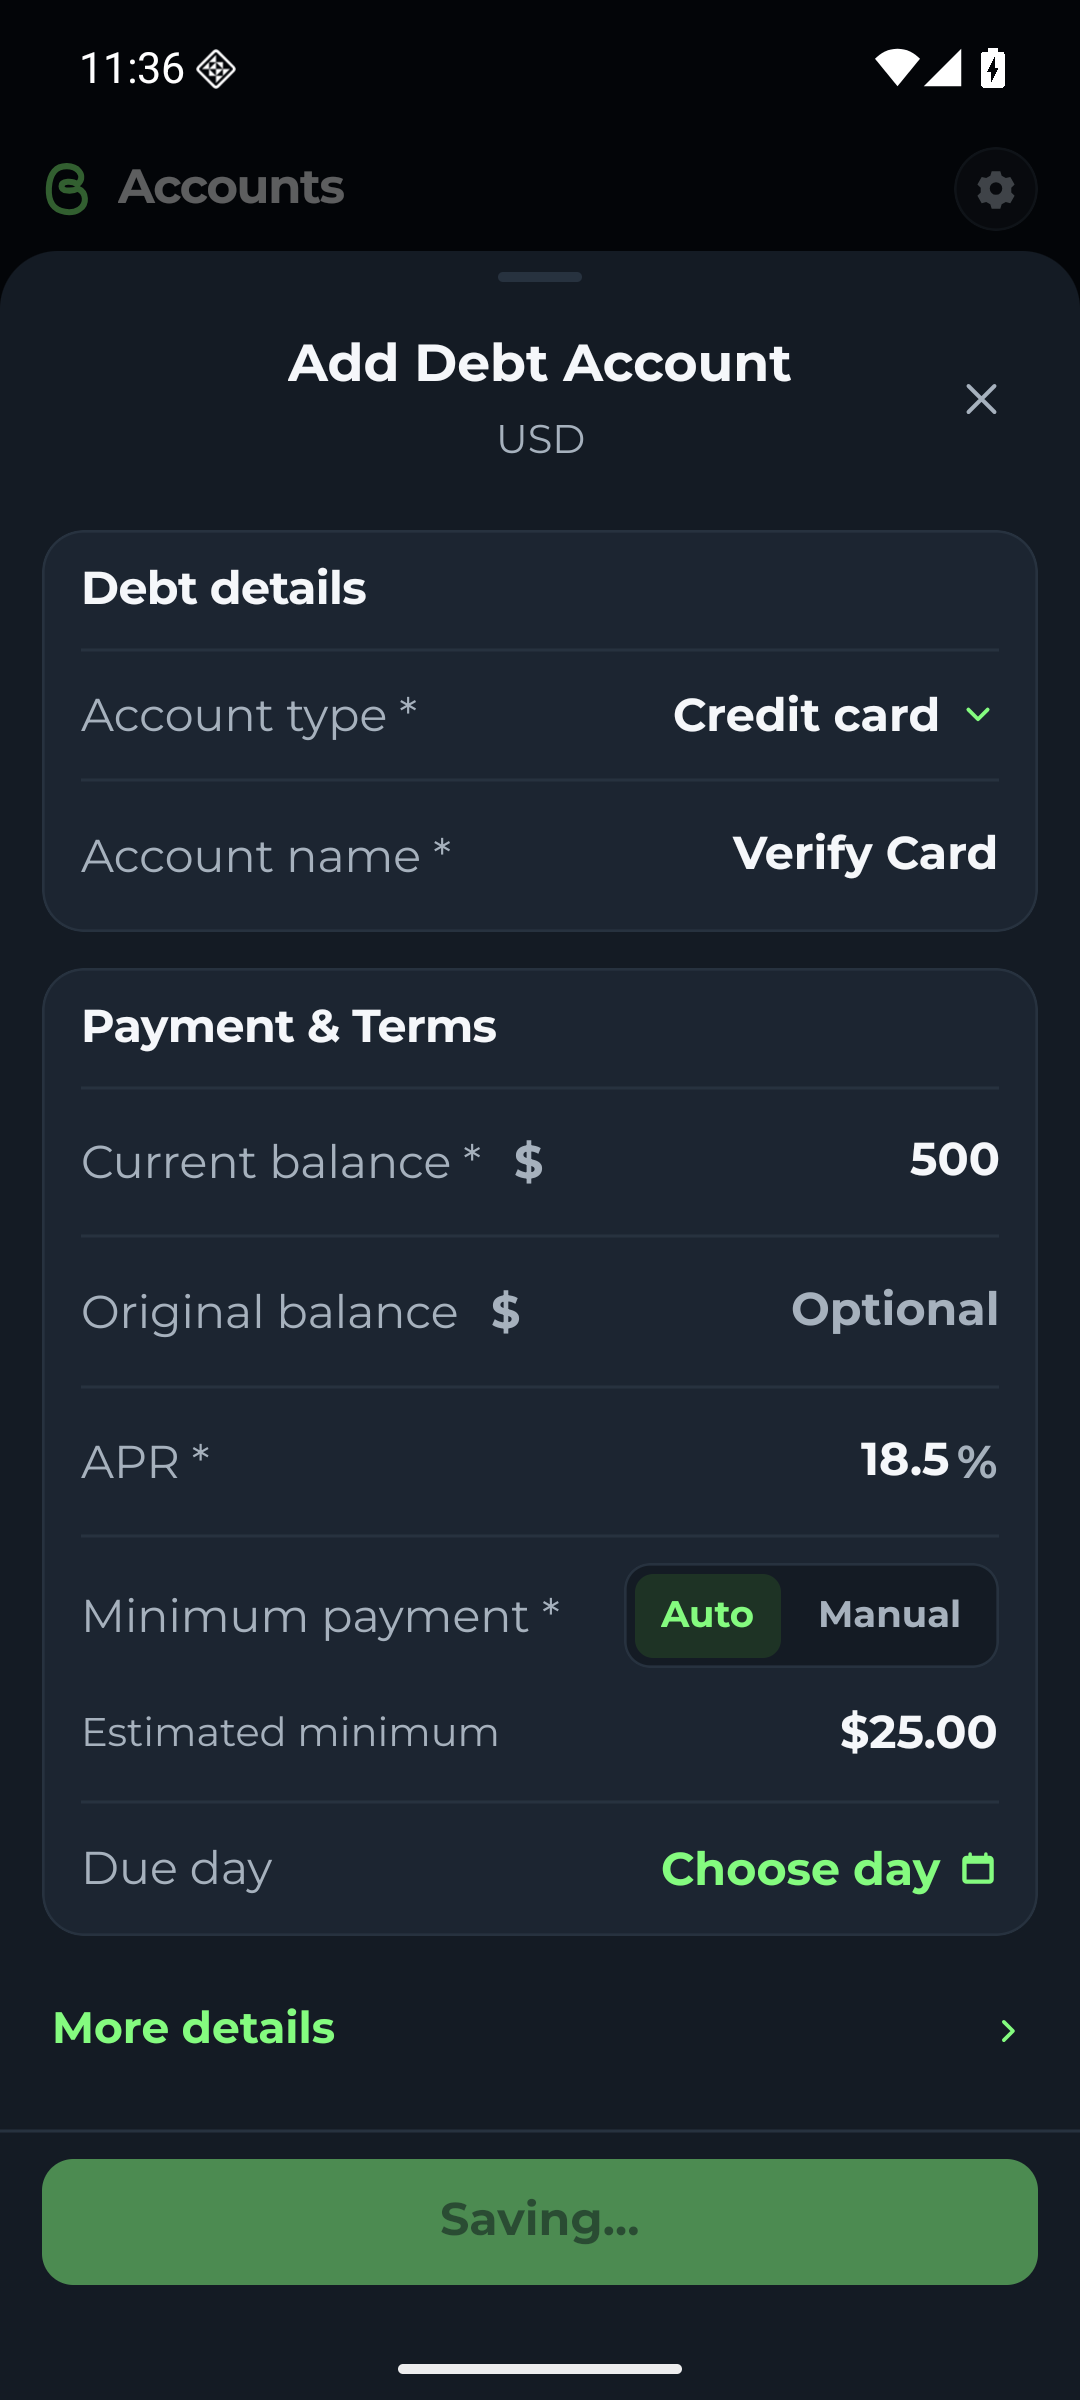 11:36
Accounts
Add Debt Account
USD
Debt details
Account type * Credit card
Account name * Verify Card
Payment & Terms
Current balance * $ 500
Original balance $ Optional
APR * 18.5 %
Minimum payment * Auto Manual
Estimated minimum $25.00
Due day Choose day
More details
Saving...